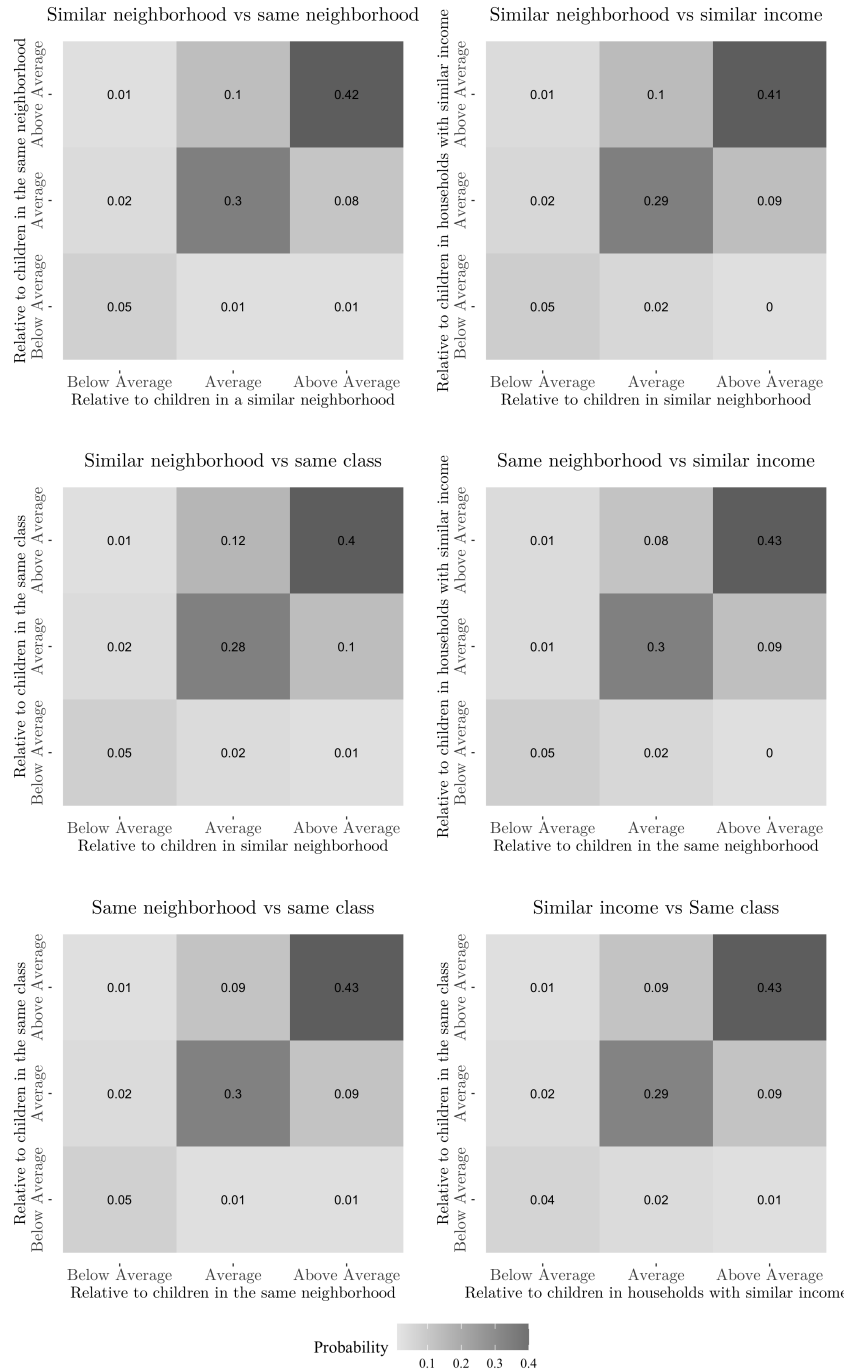 Similar neighborhood vs same neighborhood
Relative to children in the same neighborhood
Above Average
Average
Below Average
0.01 0.1 0.42
0.02 0.3 0.08
0.05 0.01 0.01
Below Average Average Above Average
Relative to children in a similar neighborhood
Similar neighborhood vs similar income
Relative to children in households with similar income
Above Average
Average
Below Average
0.01 0.1 0.41
0.02 0.29 0.09
0.05 0.02 0
Below Average Average Above Average
Relative to children in similar neighborhood
Similar neighborhood vs same class
Relative to children in the same class
Above Average
Average
Below Average
0.01 0.12 0.4
0.02 0.28 0.1
0.05 0.02 0.01
Below Average Average Above Average
Relative to children in similar neighborhood
Same neighborhood vs similar income
Relative to children in households with similar income
Above Average
Average
Below Average
0.01 0.08 0.43
0.01 0.3 0.09
0.05 0.02 0
Below Average Average Above Average
Relative to children in the same neighborhood
Same neighborhood vs same class
Relative to children in the same class
Above Average
Average
Below Average
0.01 0.09 0.43
0.02 0.3 0.09
0.05 0.01 0.01
Below Average Average Above Average
Relative to children in the same neighborhood
Similar income vs Same class
Relative to children in the same class
Above Average
Average
Below Average
0.01 0.09 0.43
0.02 0.29 0.09
0.04 0.02 0.01
Below Average Average Above Average
Relative to children in households with similar income
Probability
0.1 0.2 0.3 0.4